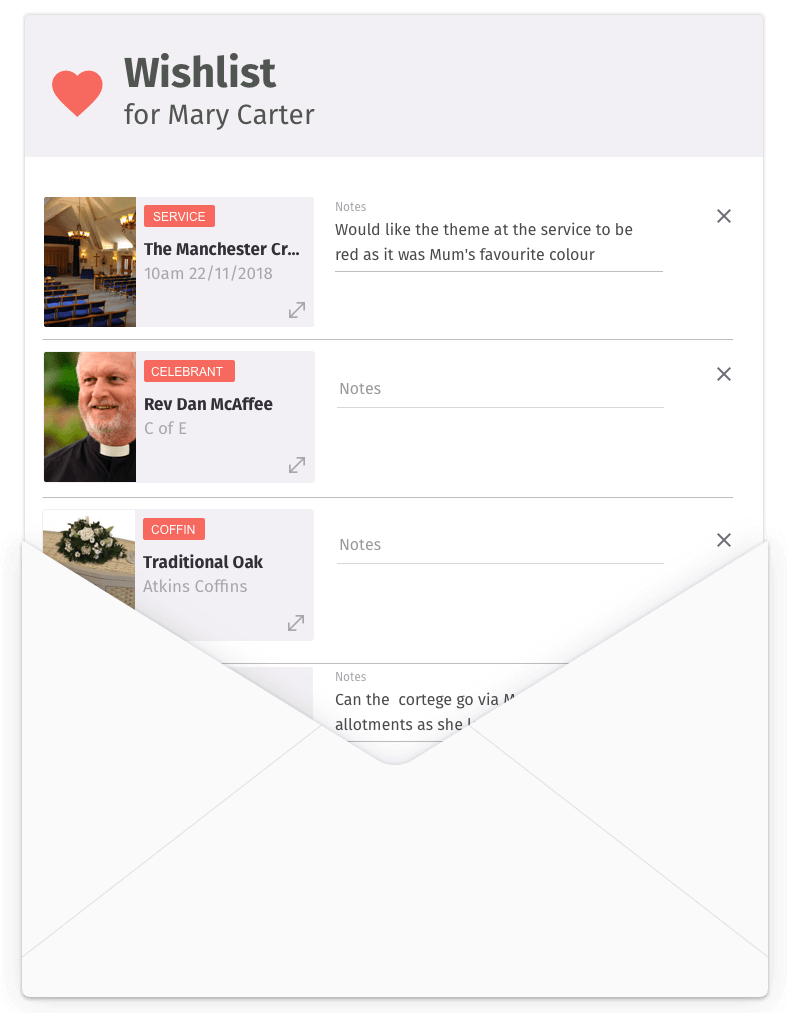 Wishlist
for Mary Carter
SERVICE
The Manchester Cr...
10am 22/11/2018
Notes
Would like the theme at the service to be
red as it was Mum's favourite colour
CELEBRANT
Rev Dan McAffee
C of E
Notes
COFFIN
Traditional Oak
Atkins Coffins
Notes
Notes
Can the  cortege go via
allotments as she